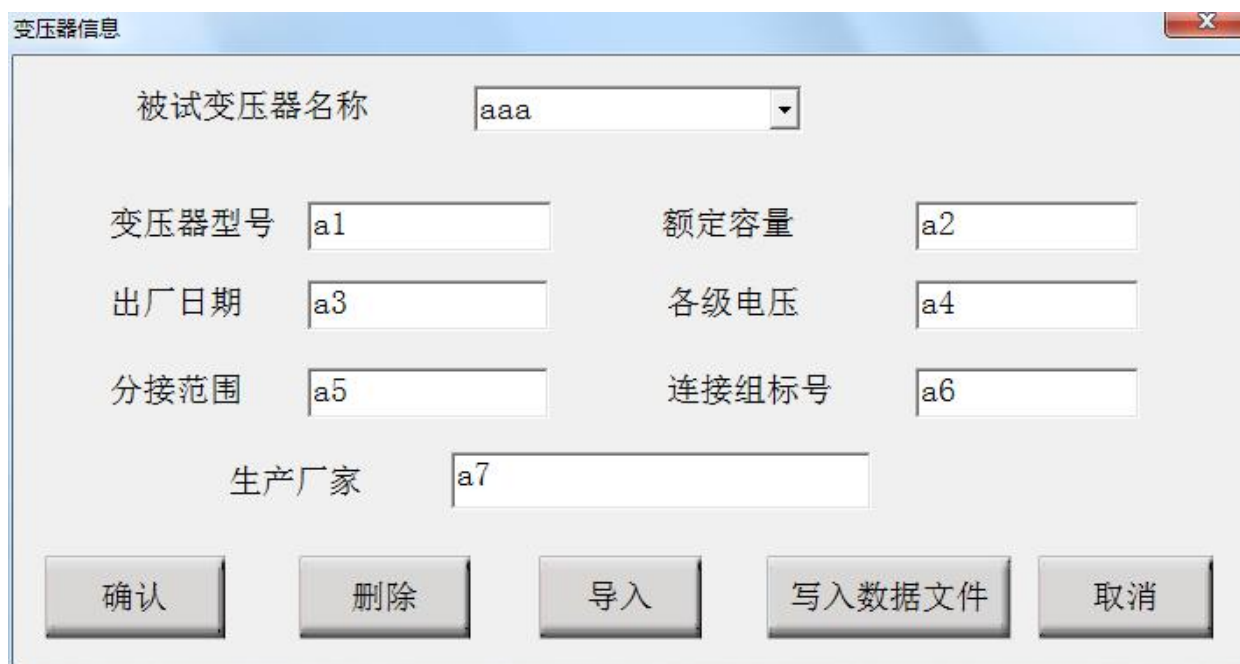 变压器信息
x
被试变压器名称 aaa
变压器型号 a1 额定容量 a2
出厂日期 a3 各级电压 a4
分接范围 a5 连接组标号 a6
生产厂家 a7
确认 删除 导入 写入数据文件 取消